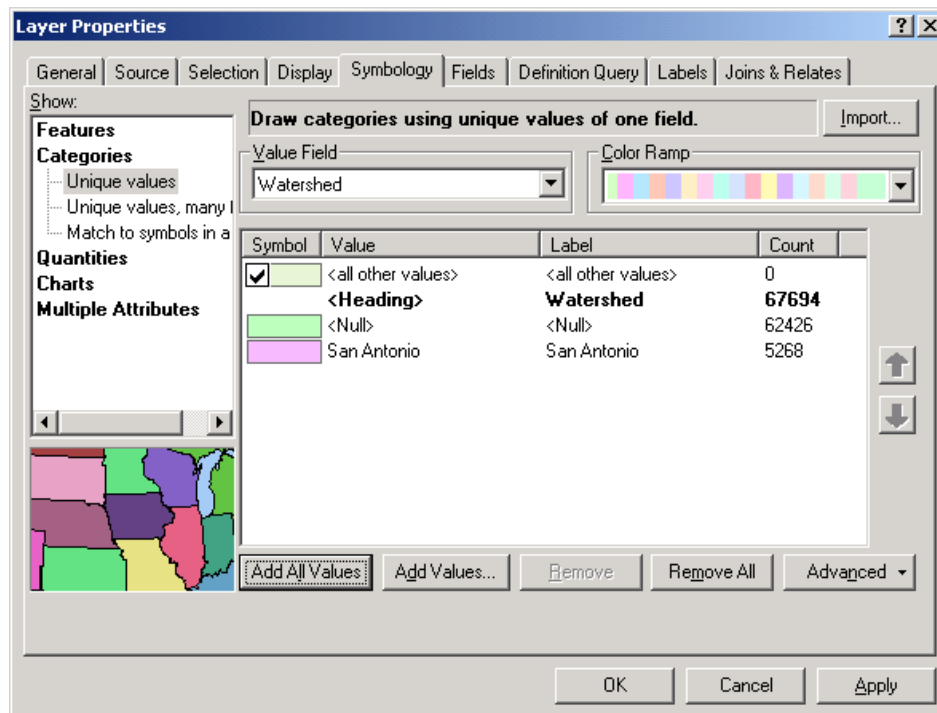 Layer Properties
General Source Selection Display Symbology Fields Definition Query Labels Joins & Relates
Show:
Features
Categories
Unique values
Unique values, many f
Match to symbols in a
Quantities
Charts
Multiple Attributes
Draw categories using unique values of one field.
Import...
Value Field
Watershed
Color Ramp
Symbol Value Label Count
<all other values> <all other values> 0
<Heading> Watershed 67694
<Null> <Null> 62426
San Antonio San Antonio 5268
Add All Values Add Values... Remove Remove All Advanced
OK Cancel Apply